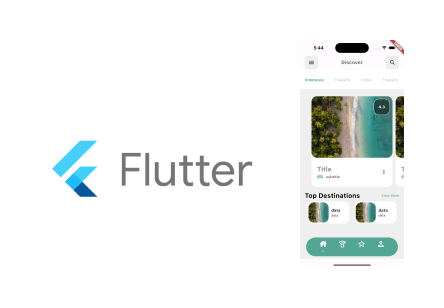 Flutter
5:44
Discover
Indonesia Thailand China Thailand
4.5
Title
subtitle
Top Destinations
View More
data
data
data
data